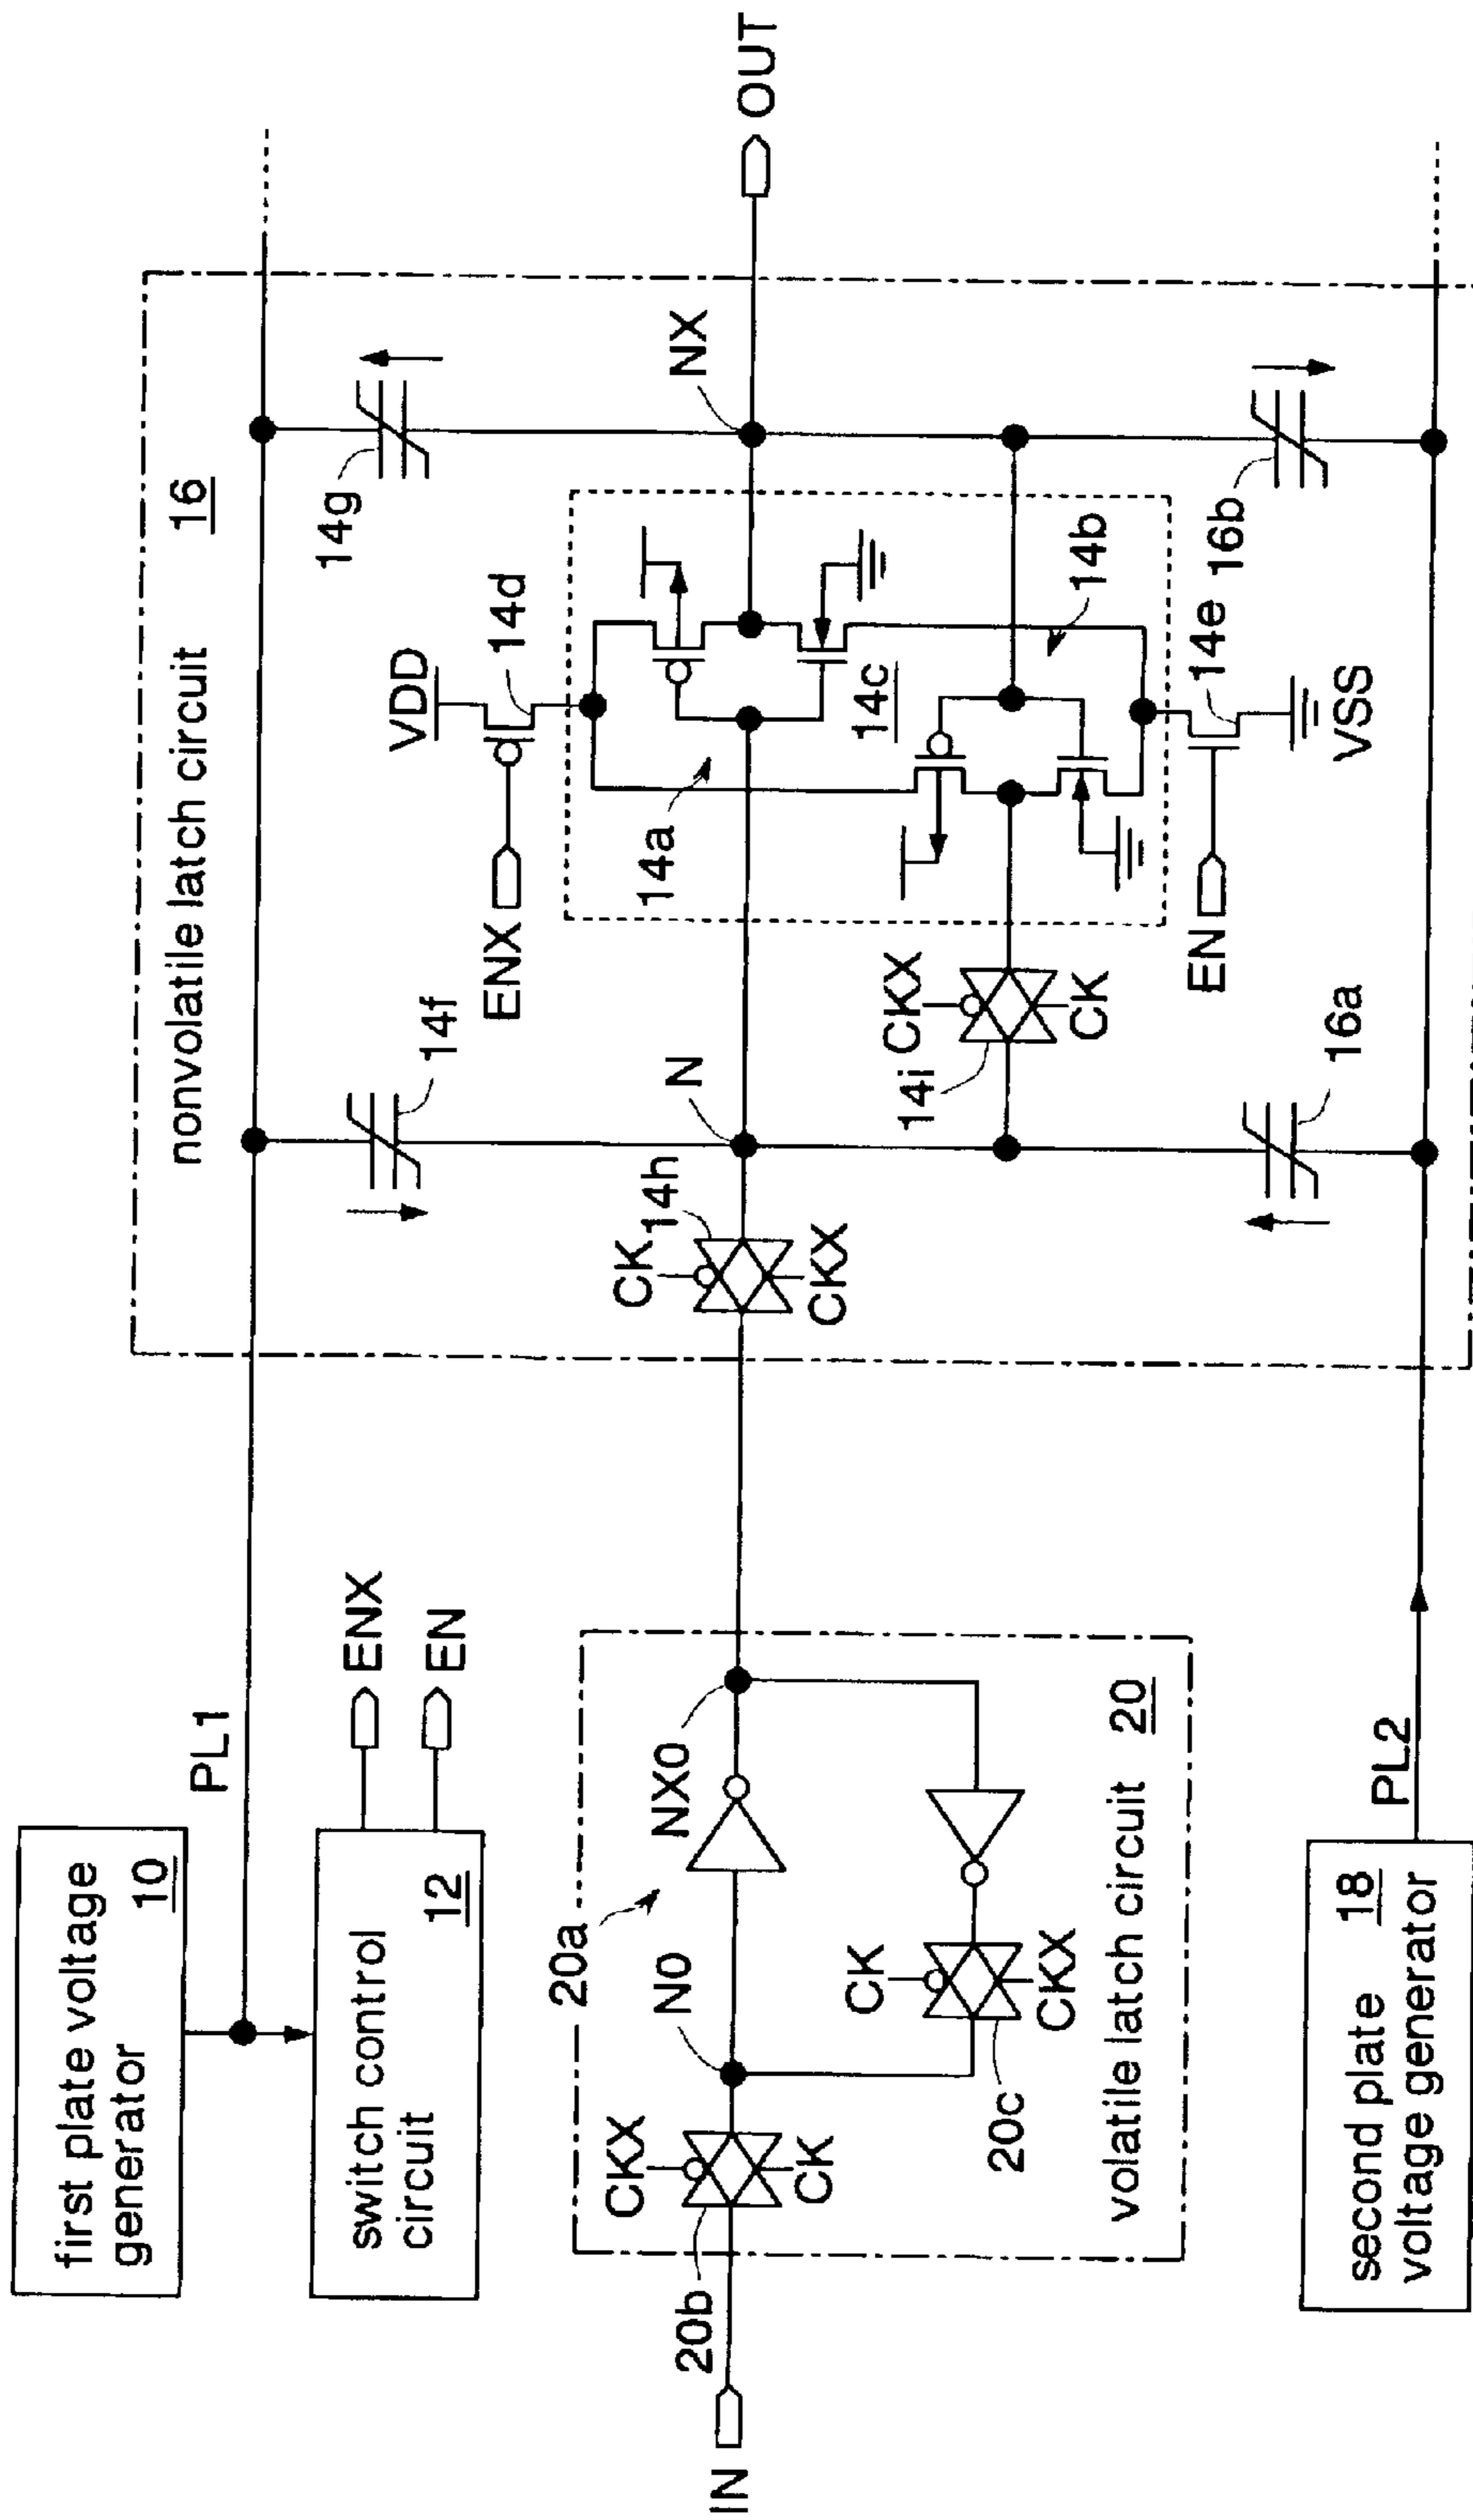 first plate voltage
generator
10
PL1
switch control
circuit
12
ENX
EN
nonvolatile latch circuit
16
14f
14g
VDD
14d
ENX
IN
20b
CKX
CK
20a
N0
NX0
CK
CKX
20c
volatile latch circuit
20
CK
14h
CKX
N
14a
14c
14b
NX
OUT
14i
CKX
CK
EN
14e
VSS
16a
16b
second plate
voltage generator
18
PL2